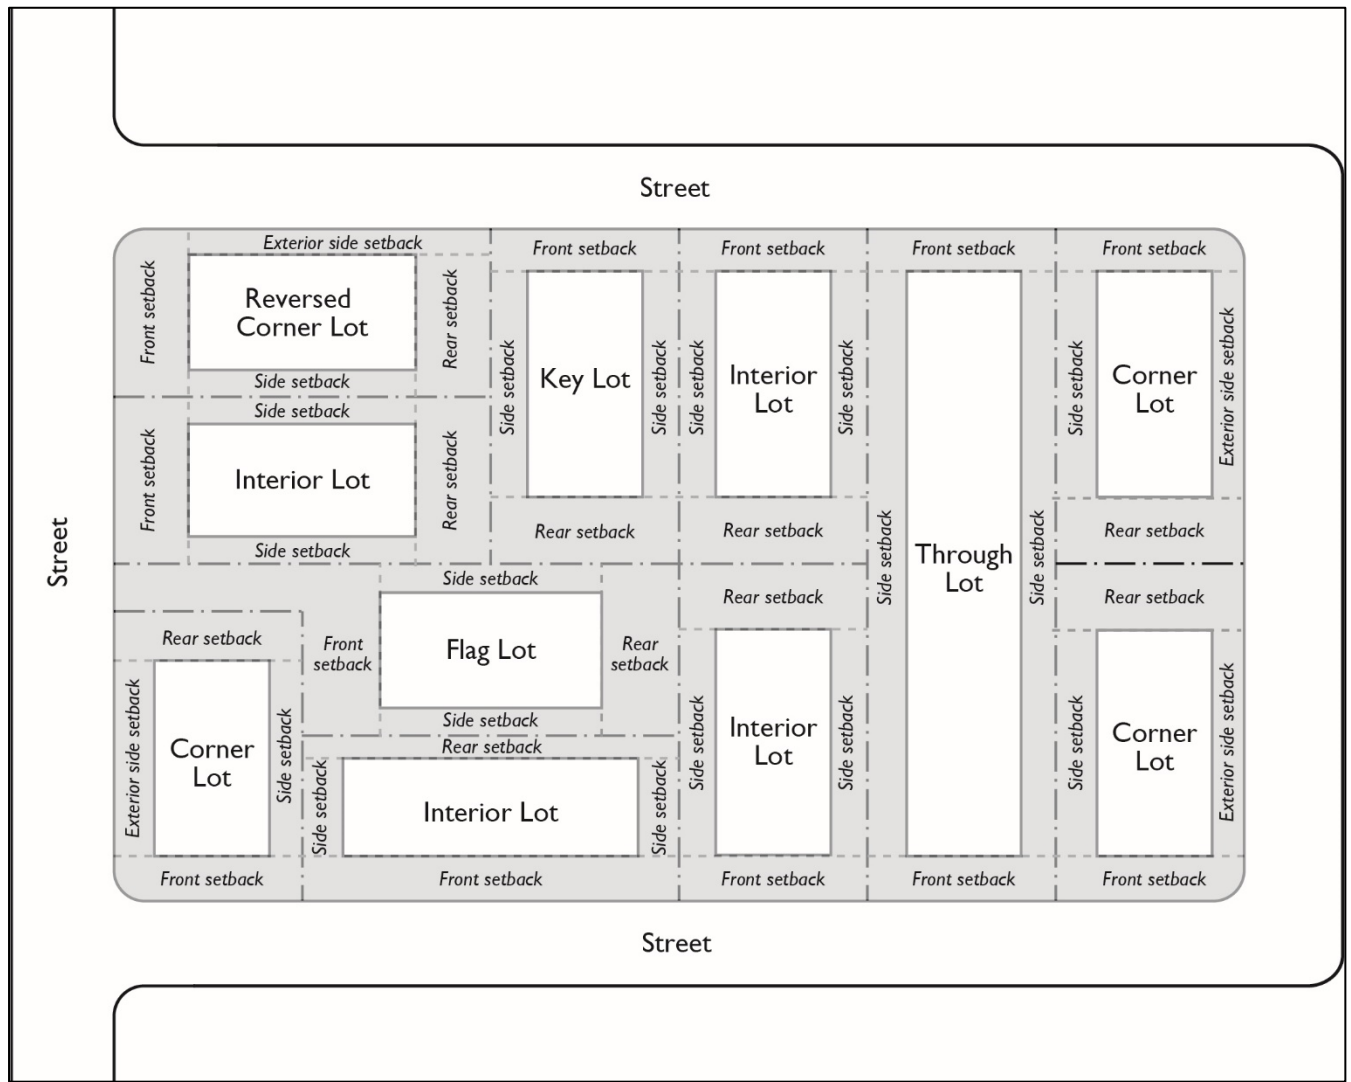 Street
Exterior side setback
Front setback
Front setback
Front setback
Front setback
Front setback
Reversed
Corner Lot
Rear setback
Side setback
Side setback
Key Lot
Side setback
Side setback
Interior
Lot
Side setback
Side setback
Corner
Lot
Exterior side setback
Side setback
Front setback
Interior Lot
Rear setback
Side setback
Rear setback
Rear setback
Rear setback
Street
Side setback
Through
Lot
Side setback
Side setback
Rear setback
Rear setback
Rear setback
Front
setback
Flag Lot
Rear
setback
Side setback
Rear setback
Exterior side setback
Corner
Lot
Side setback
Side setback
Interior Lot
Side setback
Side setback
Interior
Lot
Side setback
Side setback
Corner
Lot
Exterior side setback
Front setback
Front setback
Front setback
Front setback
Front setback
Street